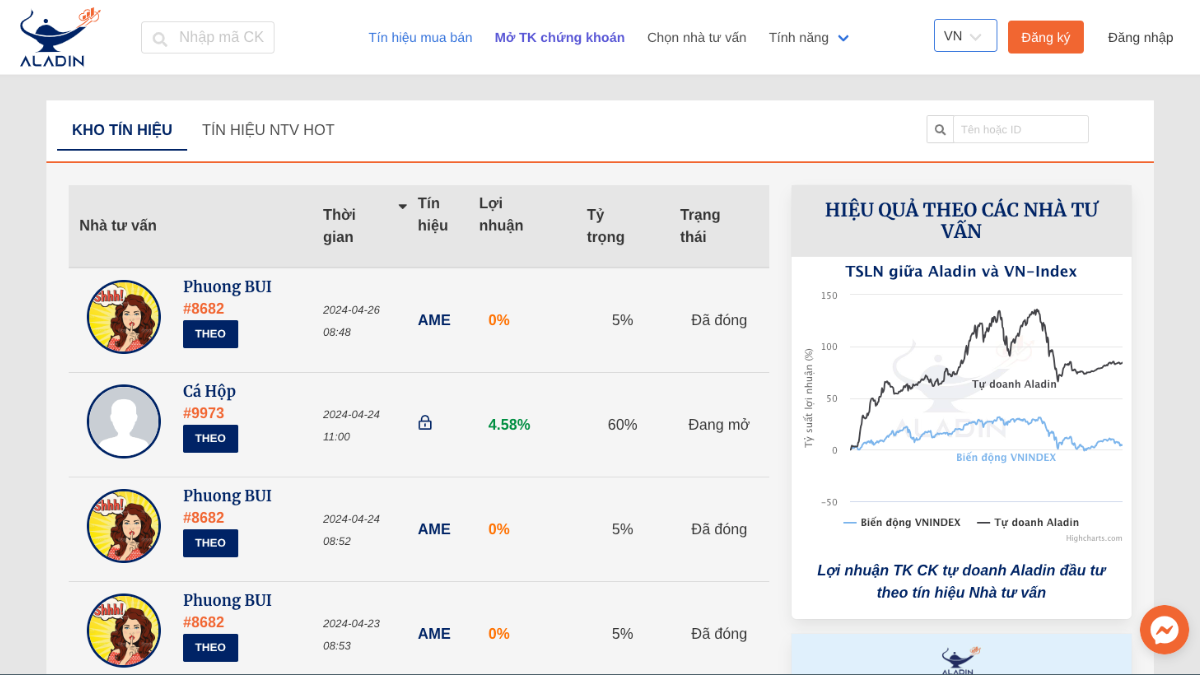 ALADIN
Nhập mã CK
Tín hiệu mua bán
Mở TK chứng khoán
Chọn nhà tư vấn
Tính năng
VN
Đăng ký
Đăng nhập
KHO TÍN HIỆU
TÍN HIỆU NTV HOT
Tên hoặc ID
Nhà tư vấn
Thời
gian
Tín
hiệu
Lợi
nhuận
Tỷ
trọng
Trạng
thái
Shhh!
Phuong BUI
#8682
THEO
2024-04-26
08:48
AME
0%
5%
Đã đóng
Cá Hộp
#9973
THEO
2024-04-24
11:00
4.58%
60%
Đang mở
Shhh!
Phuong BUI
#8682
THEO
2024-04-24
08:52
AME
0%
5%
Đã đóng
Shhh!
Phuong BUI
#8682
THEO
2024-04-23
08:53
AME
0%
5%
Đã đóng
HIỆU QUẢ THEO CÁC NHÀ TƯ
VẤN
TSLN giữa Aladin và VN-Index
Tỷ suất lợi nhuận (%)
150
100
50
0
−50
ALADIN
Tự doanh Aladin
Biến động VNINDEX
Biến động VNINDEX
Tự doanh Aladin
Highcharts.com
Lợi nhuận TK CK tự doanh Aladin đầu tư
theo tín hiệu Nhà tư vấn
ALADIN